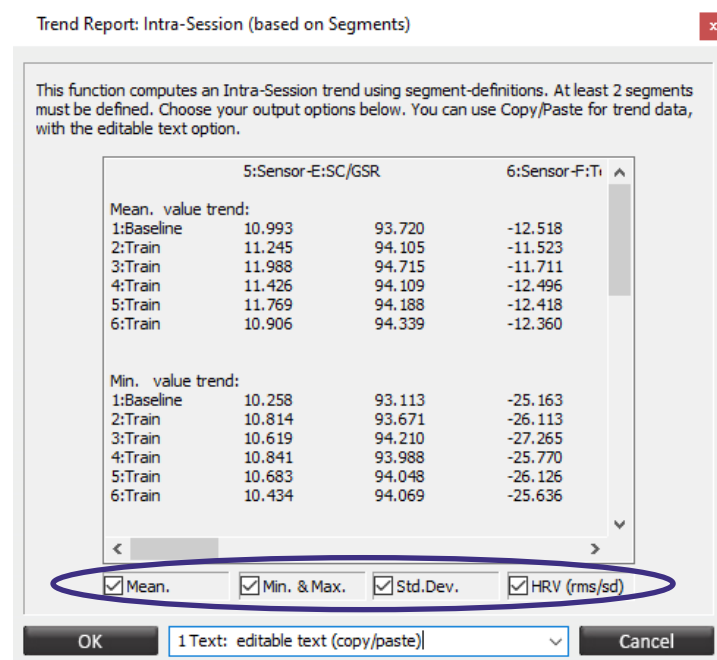 Trend Report: Intra-Session (based on Segments)
x
This function computes an Intra-Session trend using segment-definitions. At least 2 segments
must be defined. Choose your output options below. You can use Copy/Paste for trend data,
with the editable text option.
5:Sensor-E:SC/GSR 6:Sensor-F:T
Mean. value trend:
1:Baseline 10.993 93.720 -12.518
2:Train 11.245 94.105 -11.523
3:Train 11.988 94.715 -11.711
4:Train 11.426 94.109 -12.496
5:Train 11.769 94.188 -12.418
6:Train 10.906 94.339 -12.360
Min. value trend:
1:Baseline 10.258 93.113 -25.163
2:Train 10.814 93.671 -26.113
3:Train 10.619 94.210 -27.265
4:Train 10.841 93.988 -25.770
5:Train 10.683 94.048 -26.126
6:Train 10.434 94.069 -25.636
Mean. Min. & Max. Std.Dev. HRV (rms/sd)
OK 1 Text: editable text (copy/paste) Cancel